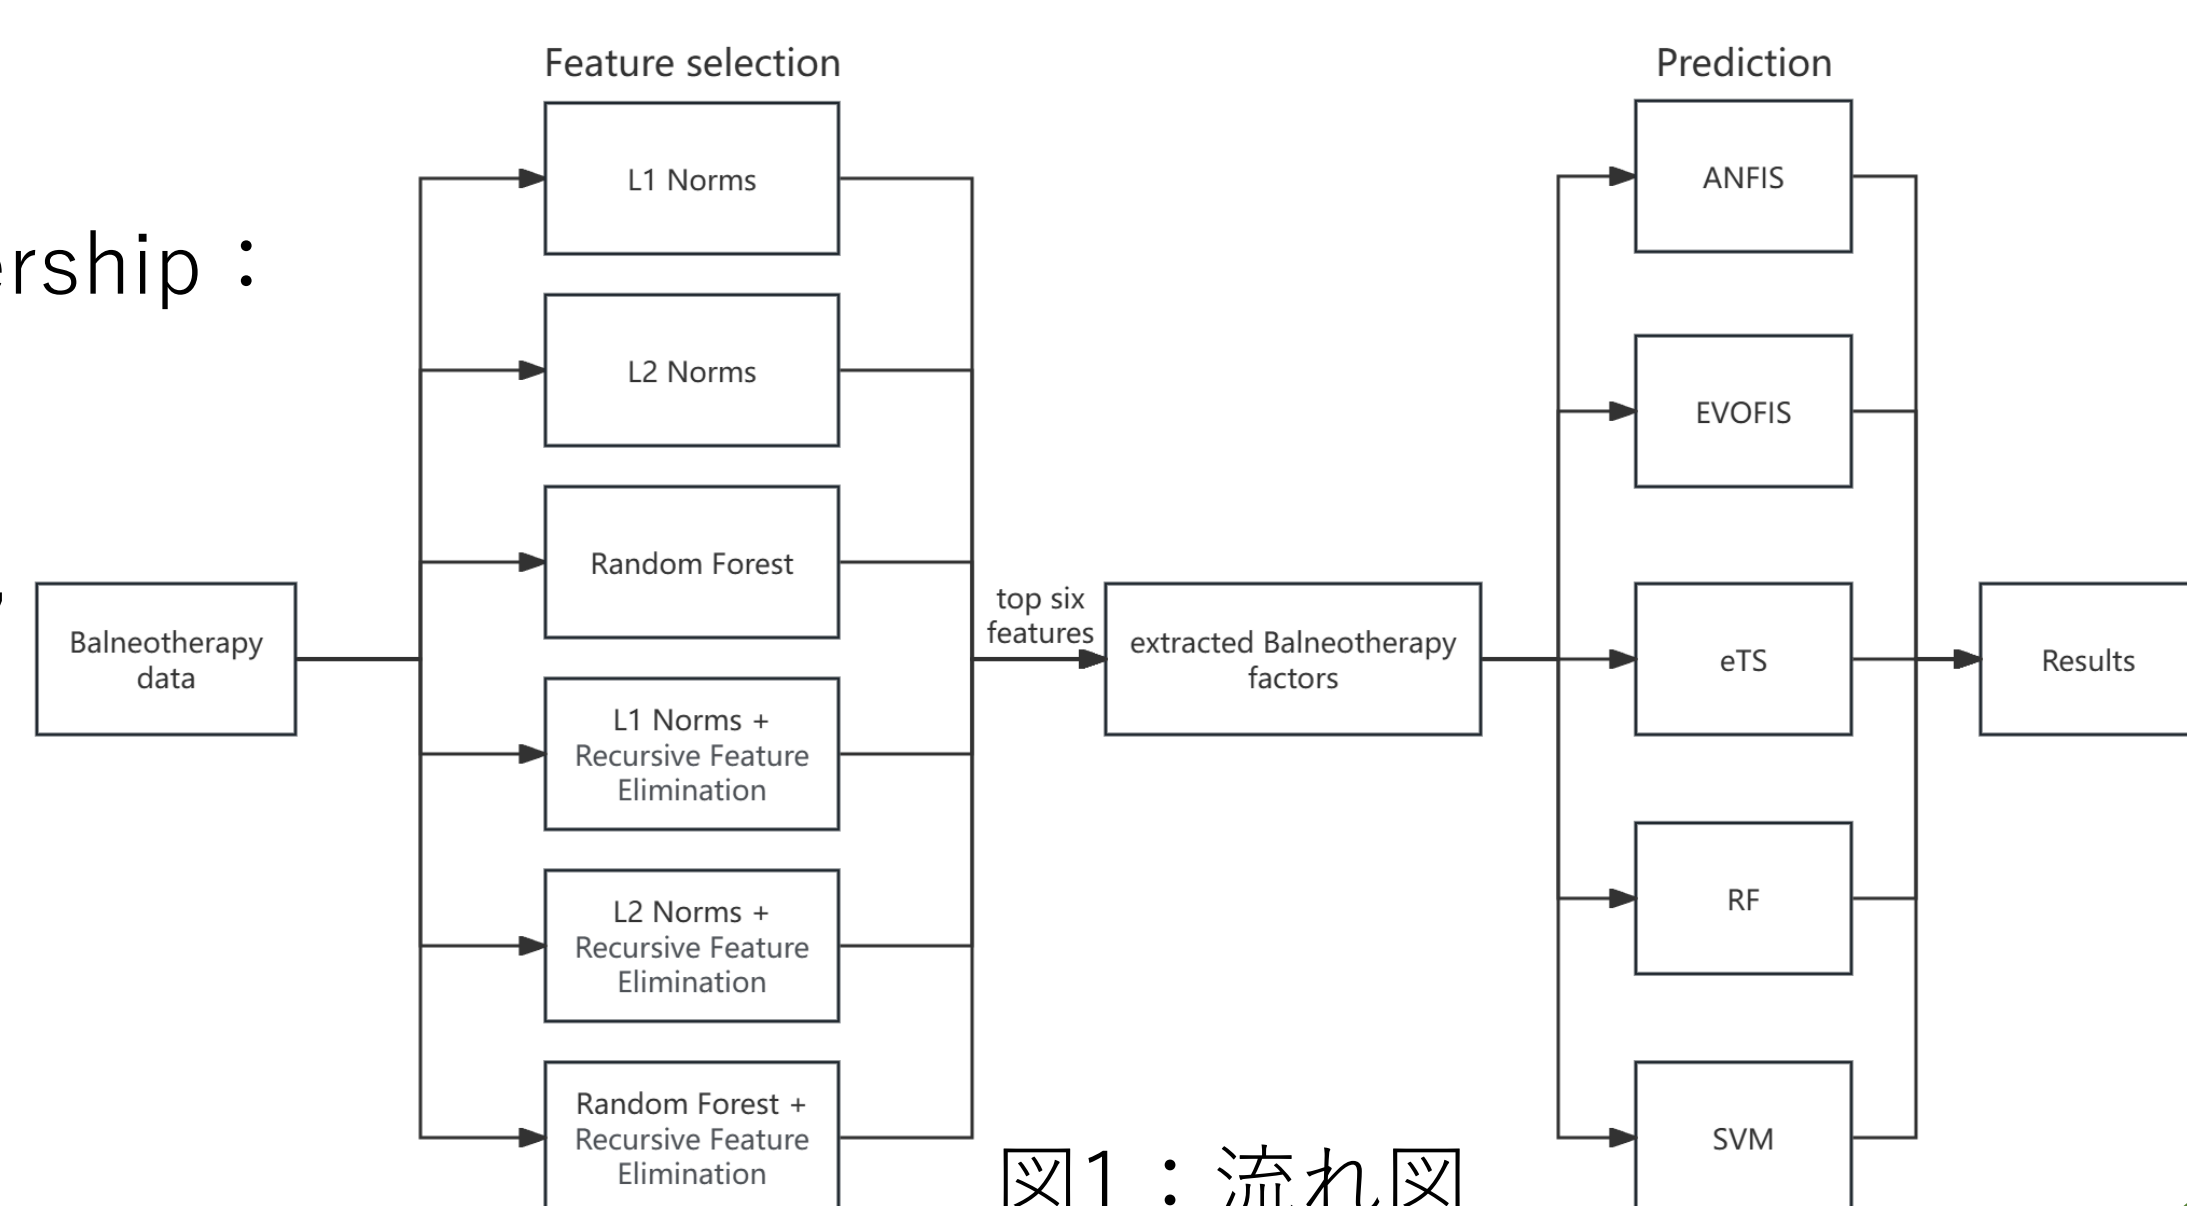 Feature selection
Prediction
L1 Norms
ANFIS
ership：
L2 Norms
EVOFIS
Random Forest
top six
features
Balneotherapy
data
extracted Balneotherapy
factors
eTS
Results
L1 Norms +
Recursive Feature
Elimination
L2 Norms +
Recursive Feature
Elimination
RF
Random Forest +
Recursive Feature
Elimination
SVM
図1：流れ図